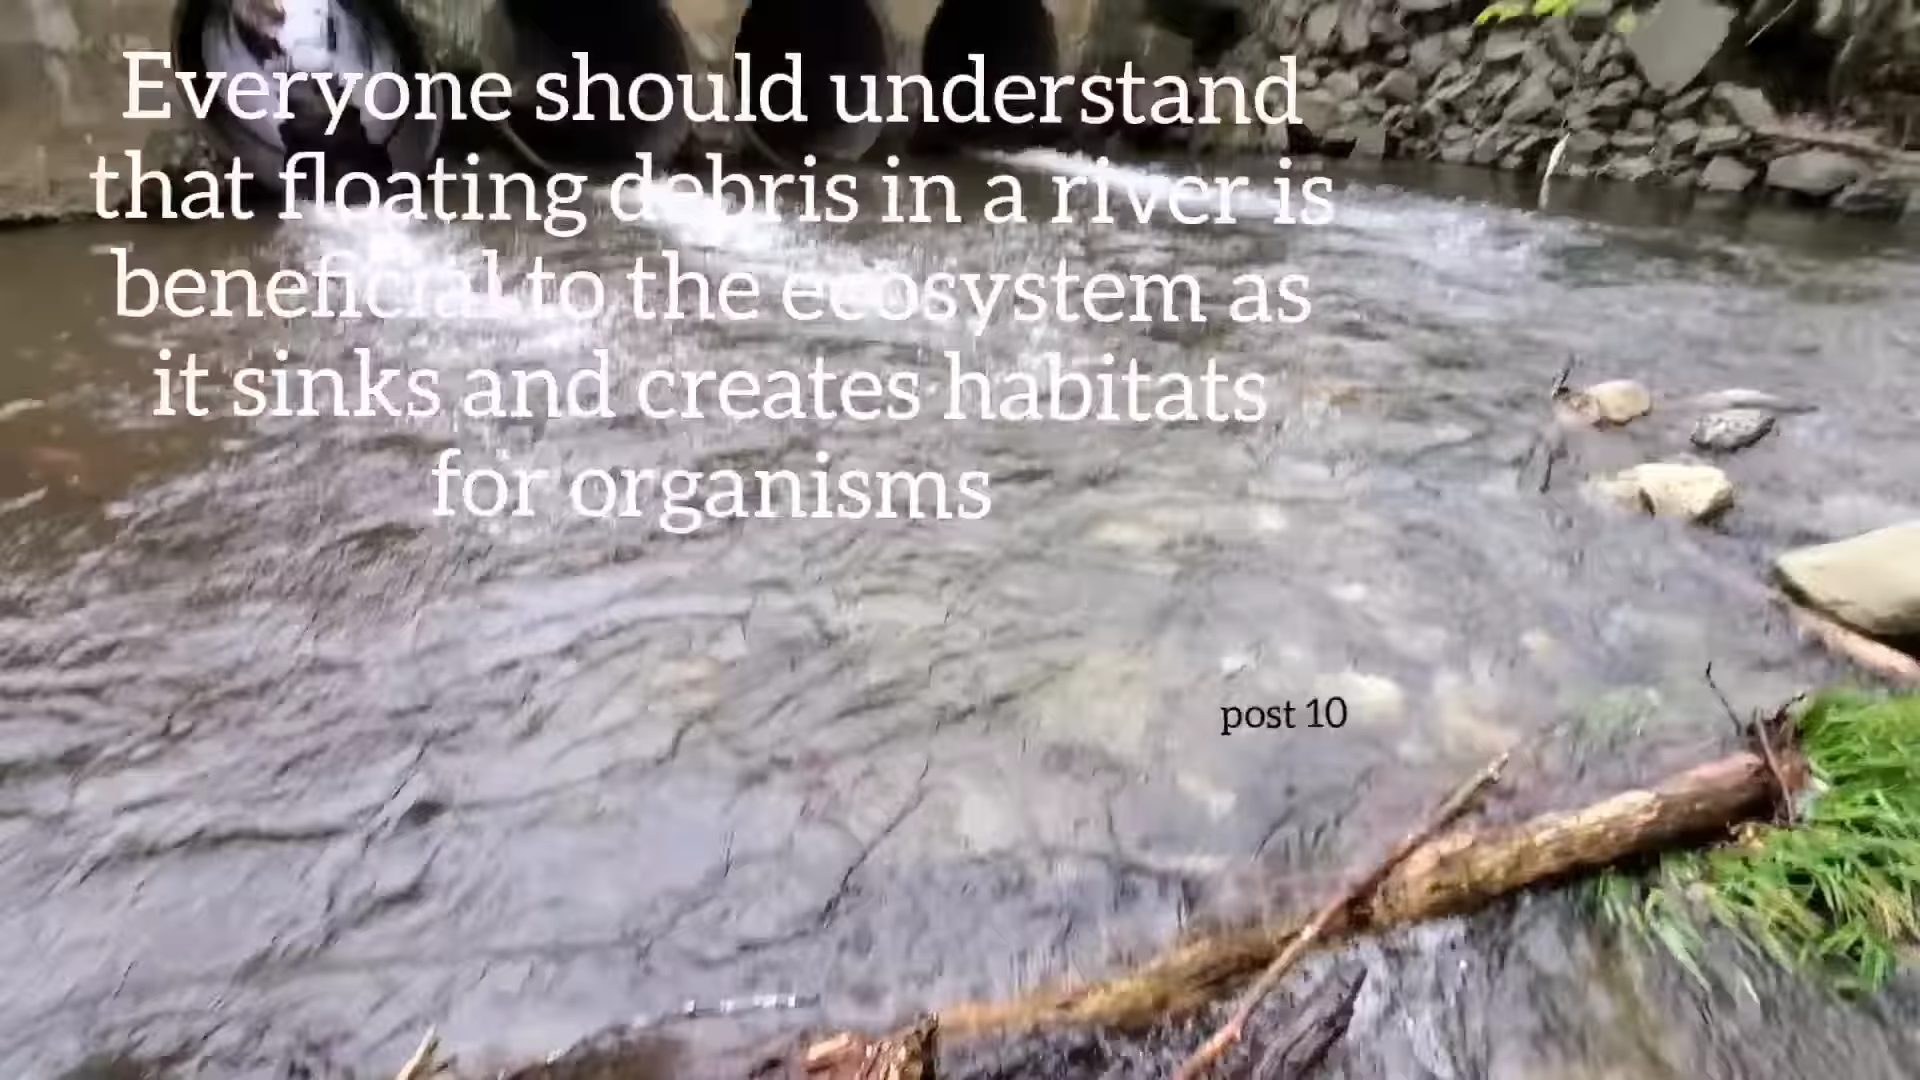 Everyone should understand
that floating debris in a river is
beneficial to the ecosystem as
it sinks and creates habitats
for organisms
post 10